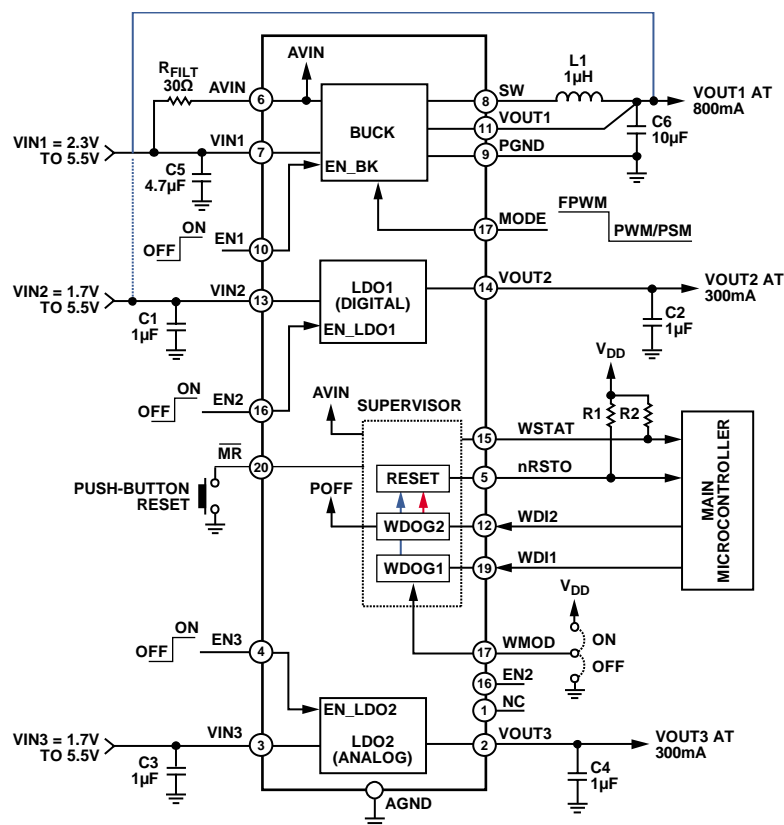 AVIN
RFILT
30Ω
AVIN
6
8
SW
L1
1µH
VOUT1 AT
800mA
VOUT1
11
C6
10µF
BUCK
VIN1 = 2.3V
TO 5.5V
VIN1
7
9
PGND
C5
4.7µF
EN_BK
OFF
ON
EN1
10
17
MODE
FPWM
PWM/PSM
VIN2 = 1.7V
TO 5.5V
VIN2
13
LDO1
(DIGITAL)
EN_LDO1
14
VOUT2
VOUT2 AT
300mA
C1
1µF
C2
1µF
OFF
ON
EN2
16
AVIN
SUPERVISOR
VDD
R1
R2
15
WSTAT
MR
20
PUSH-BUTTON
RESET
POFF
RESET
5
nRSTO
WDOG2
12
WDI2
WDOG1
19
WDI1
MAIN
MICROCONTROLLER
VDD
ON
OFF
17
WMOD
OFF
ON
EN3
4
16
EN2
1
NC
EN_LDO2
LDO2
(ANALOG)
VIN3 = 1.7V
TO 5.5V
VIN3
3
2
VOUT3
VOUT3 AT
300mA
C3
1µF
C4
1µF
AGND